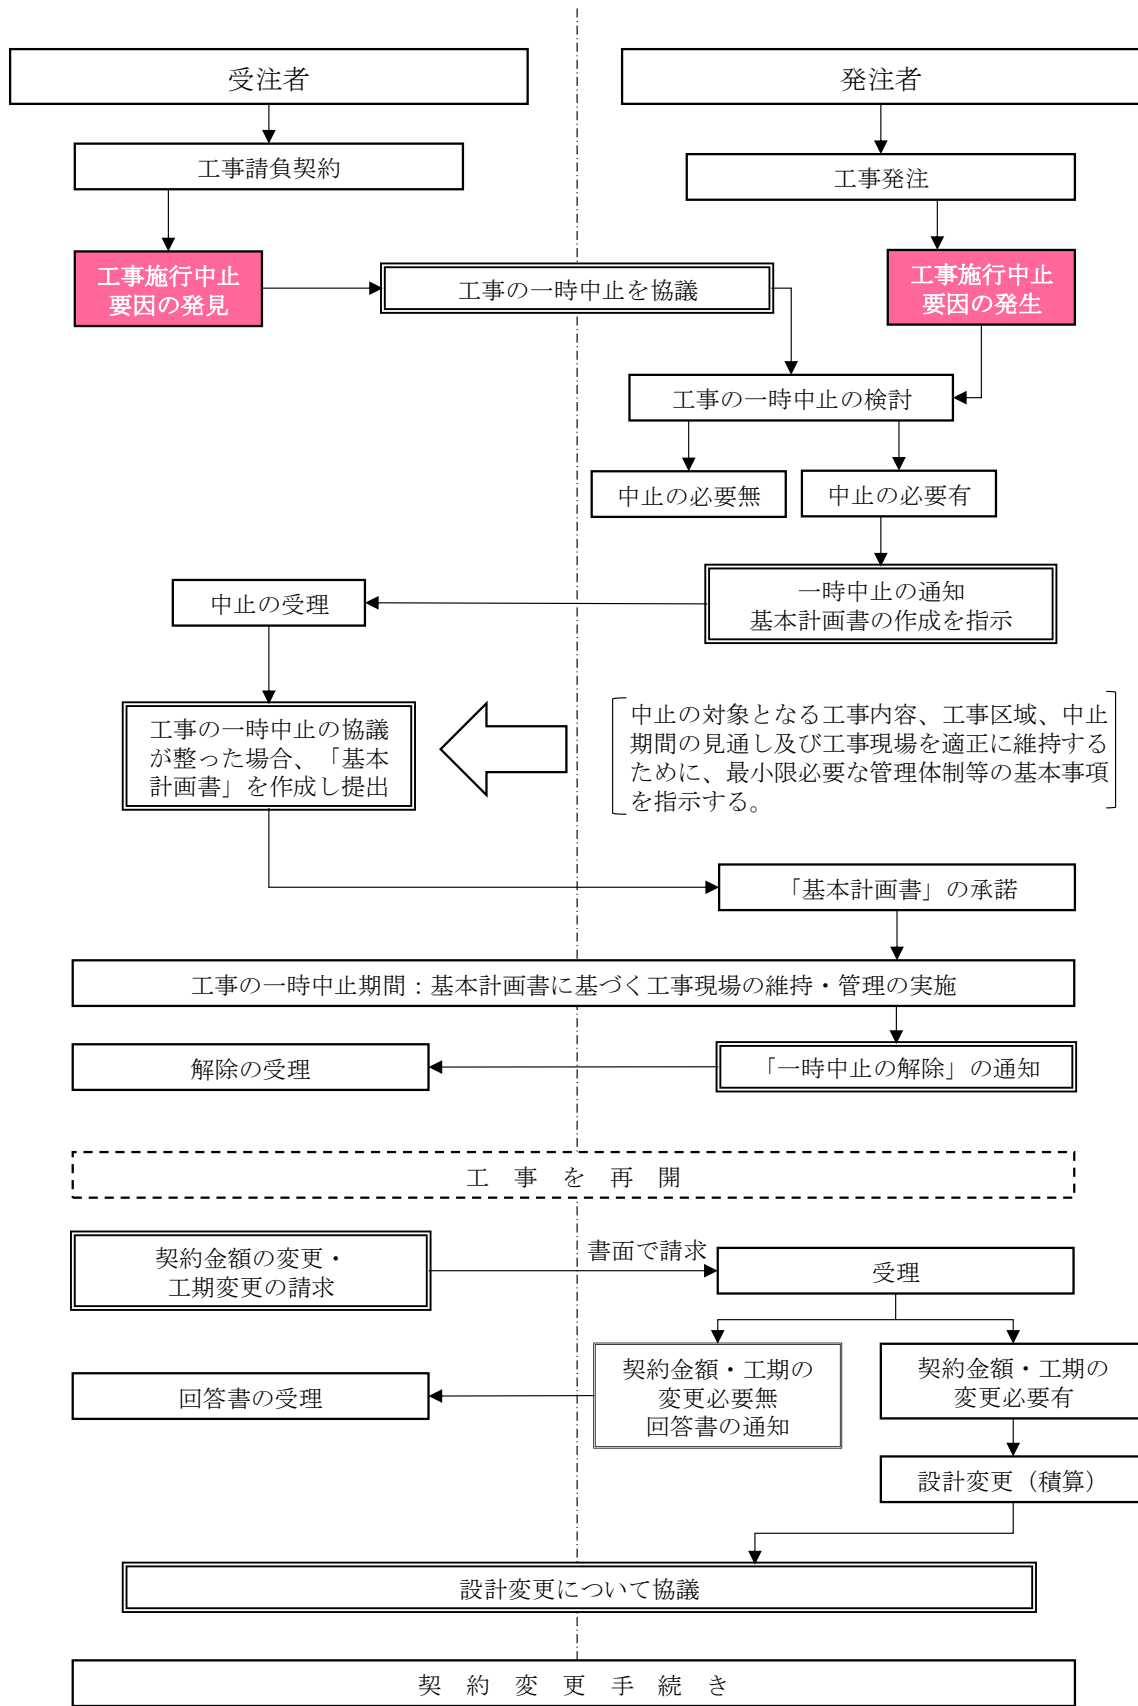 受注者
発注者
工事請負契約
工事発注
工事施行中止
要因の発見
工事の一時中止を協議
工事施行中止
要因の発生
工事の一時中止の検討
中止の必要無
中止の必要有
中止の受理
一時中止の通知
基本計画書の作成を指示
工事の一時中止の協議
が整った場合、「基本
計画書」を作成し提出
中止の対象となる工事内容、工事区域、中止
期間の見通し及び工事現場を適正に維持する
ために、最小限必要な管理体制等の基本事項
を指示する。
「基本計画書」の承諾
工事の一時中止期間：基本計画書に基づく工事現場の維持・管理の実施
解除の受理
「一時中止の解除」の通知
工事を再開
契約金額の変更・
工期変更の請求
書面で請求
受理
契約金額・工期の
変更必要無
回答書の通知
契約金額・工期の
変更必要有
回答書の受理
設計変更（積算）
設計変更について協議
契約変更手続き